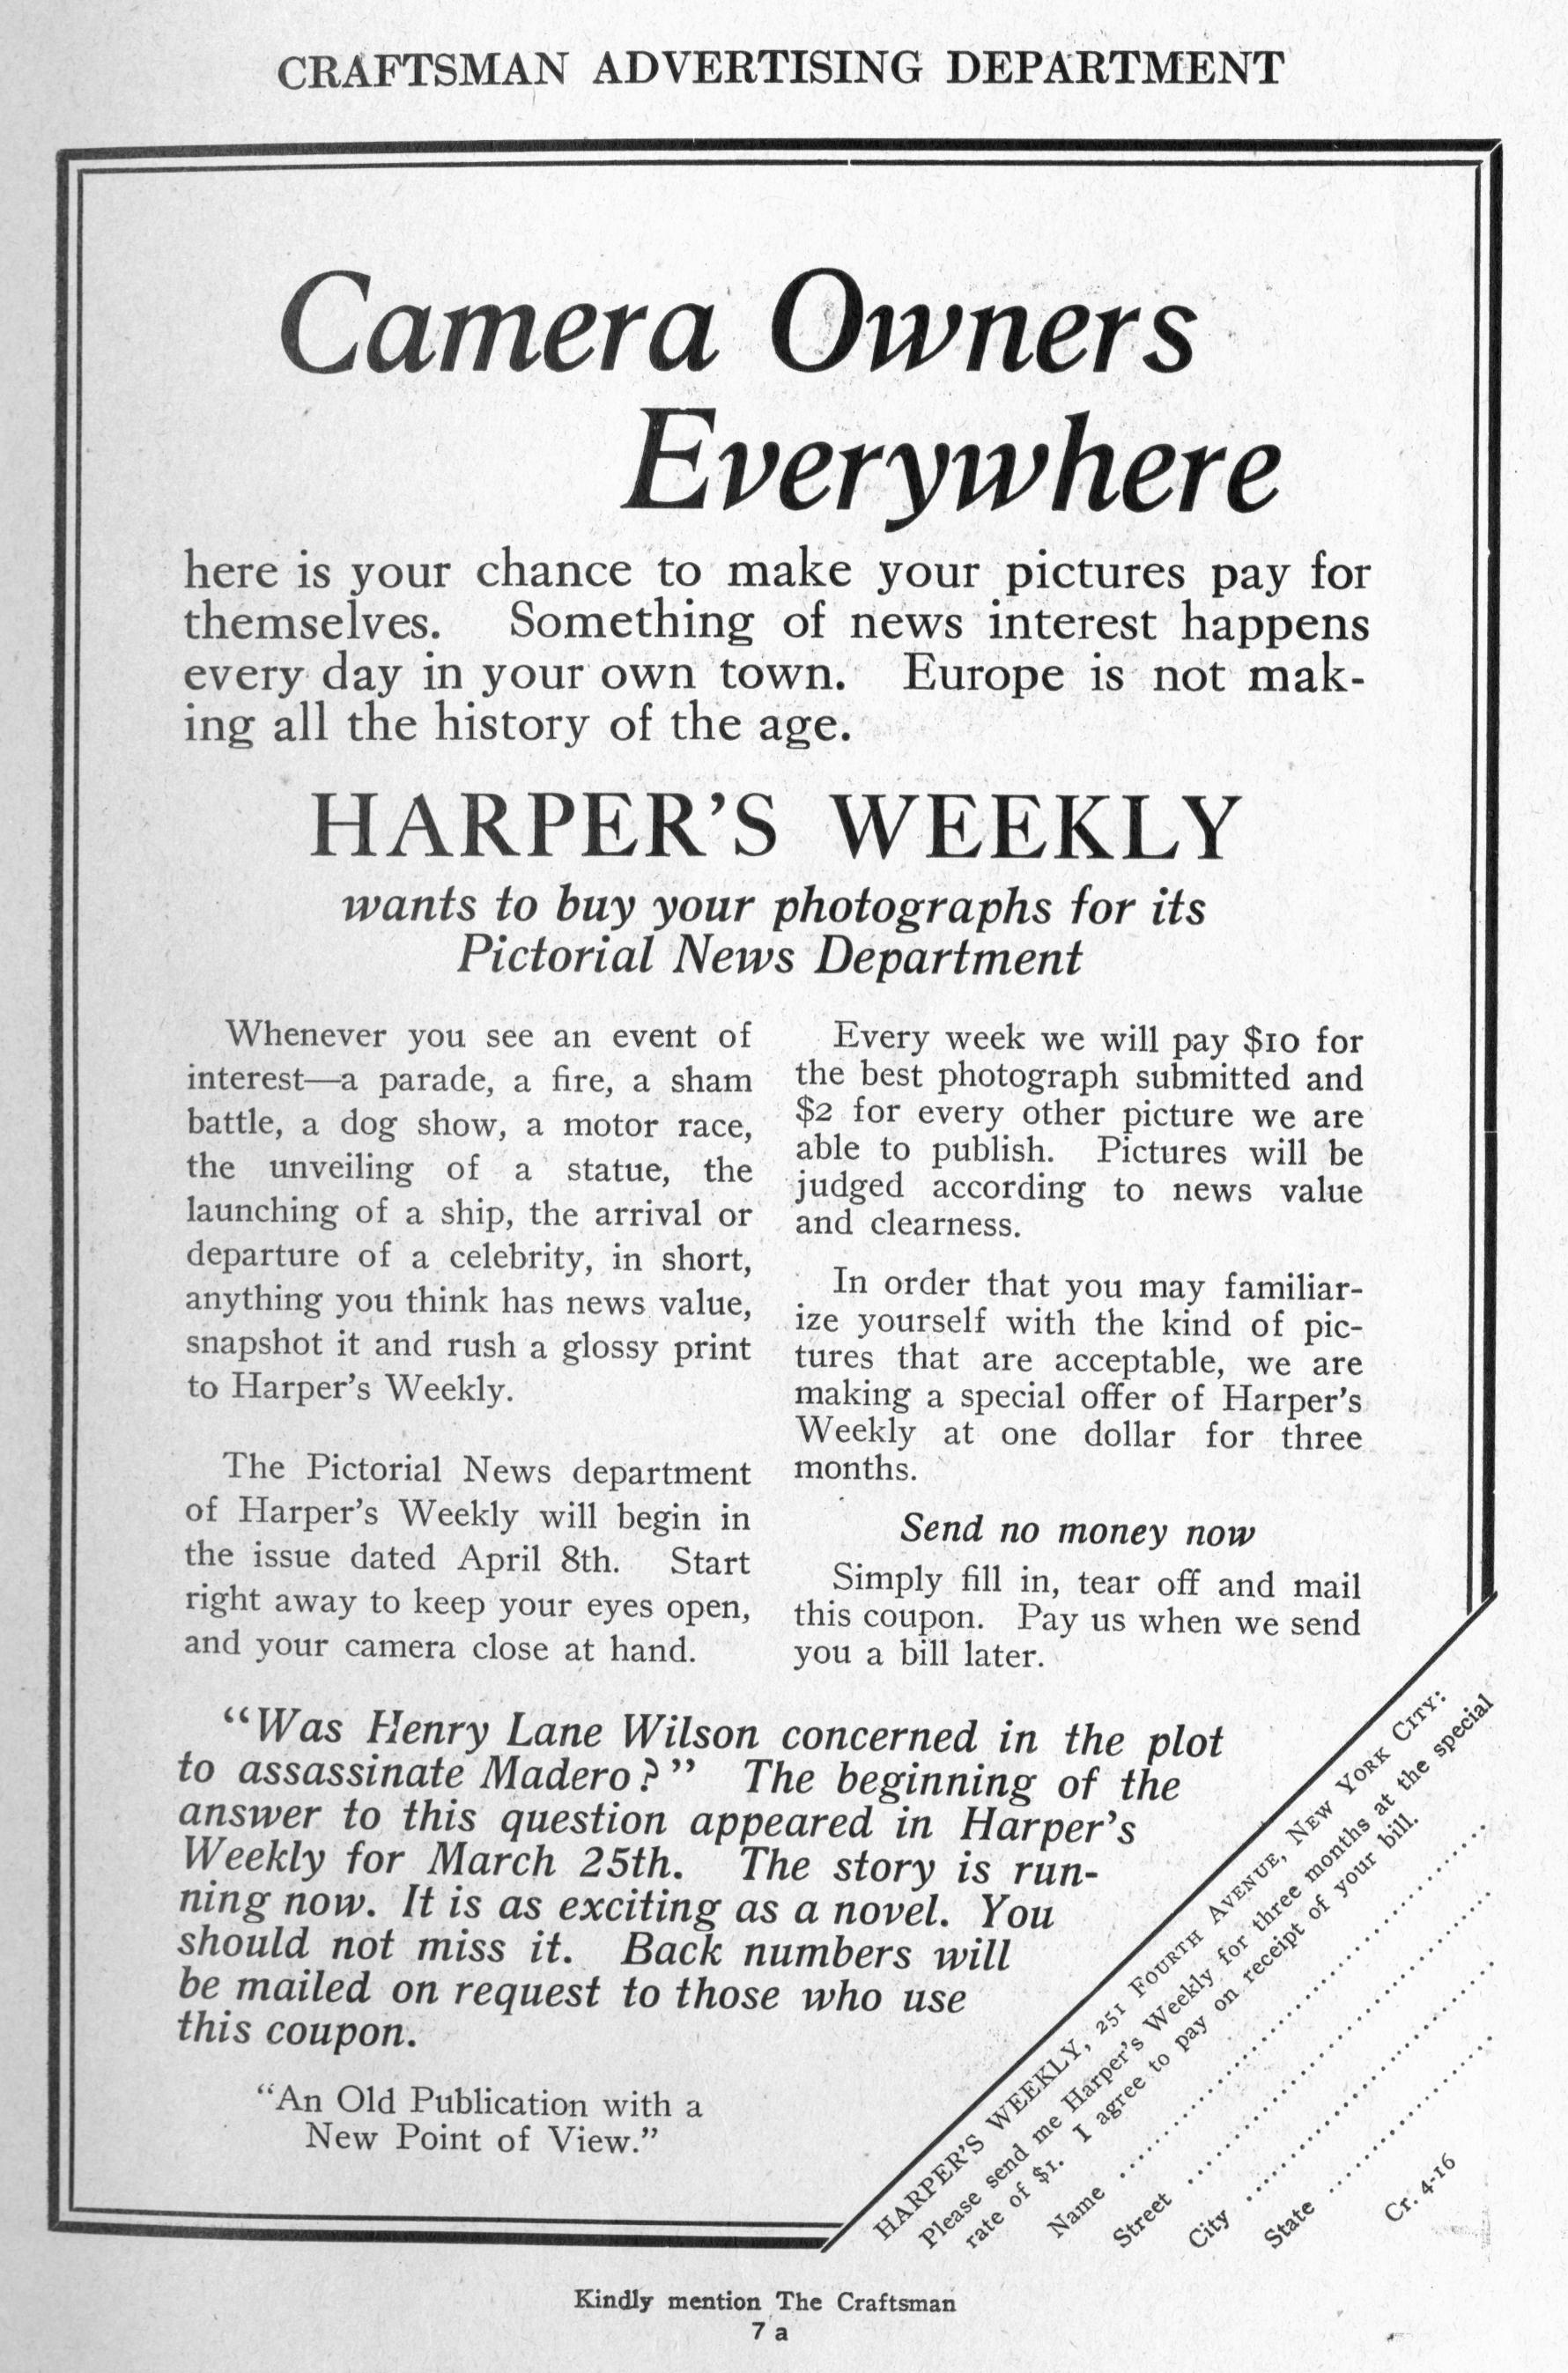 CRAFTSMAN ADVERTISING DEPARTMENT
Camera Owners
Everywhere
here is your chance to make your pictures pay for
themselves. Something of news interest happens
every day in your own town. Europe is not mak-
ing all the history of the age.
HARPER'S WEEKLY
wants to buy your photographs for its
Pictorial News Department
Whenever you see an event of
interest—a parade, a fire, a sham
battle, a dog show, a motor race,
the unveiling of a statue, the
launching of a ship, the arrival or
departure of a celebrity, in short,
anything you think has news value,
snapshot it and rush a glossy print
to Harper's Weekly.
The Pictorial News department
of Harper's Weekly will begin in
the issue dated April 8th. Start
right away to keep your eyes open,
and your camera close at hand.
Every week we will pay $10 for
the best photograph submitted and
$2 for every other picture we are
able to publish. Pictures will be
judged according to news value
and clearness.
In order that you may familiar-
ize yourself with the kind of pic-
tures that are acceptable, we are
making a special offer of Harper's
Weekly at one dollar for three
months.
Send no money now
Simply fill in, tear off and mail
this coupon. Pay us when we send
you a bill later.
"Was Henry Lane Wilson concerned in the plot
to assassinate Madero?" The beginning of the
answer to this question appeared in Harper's
Weekly for March 25th. The story is run-
ning now. It is as exciting as a novel. You
should not miss it. Back numbers will
be mailed on request to those who use
this coupon.
"An Old Publication with a
New Point of View."
HARPER'S WEEKLY, 251 FOURTH AVENUE, NEW YORK CITY:
Please send me Harper's Weekly for three months at the special
rate of $1. I agree to pay on receipt of your bill.
Name
Street
City
State
Cr. 4-16
Kindly mention The Craftsman
7 a